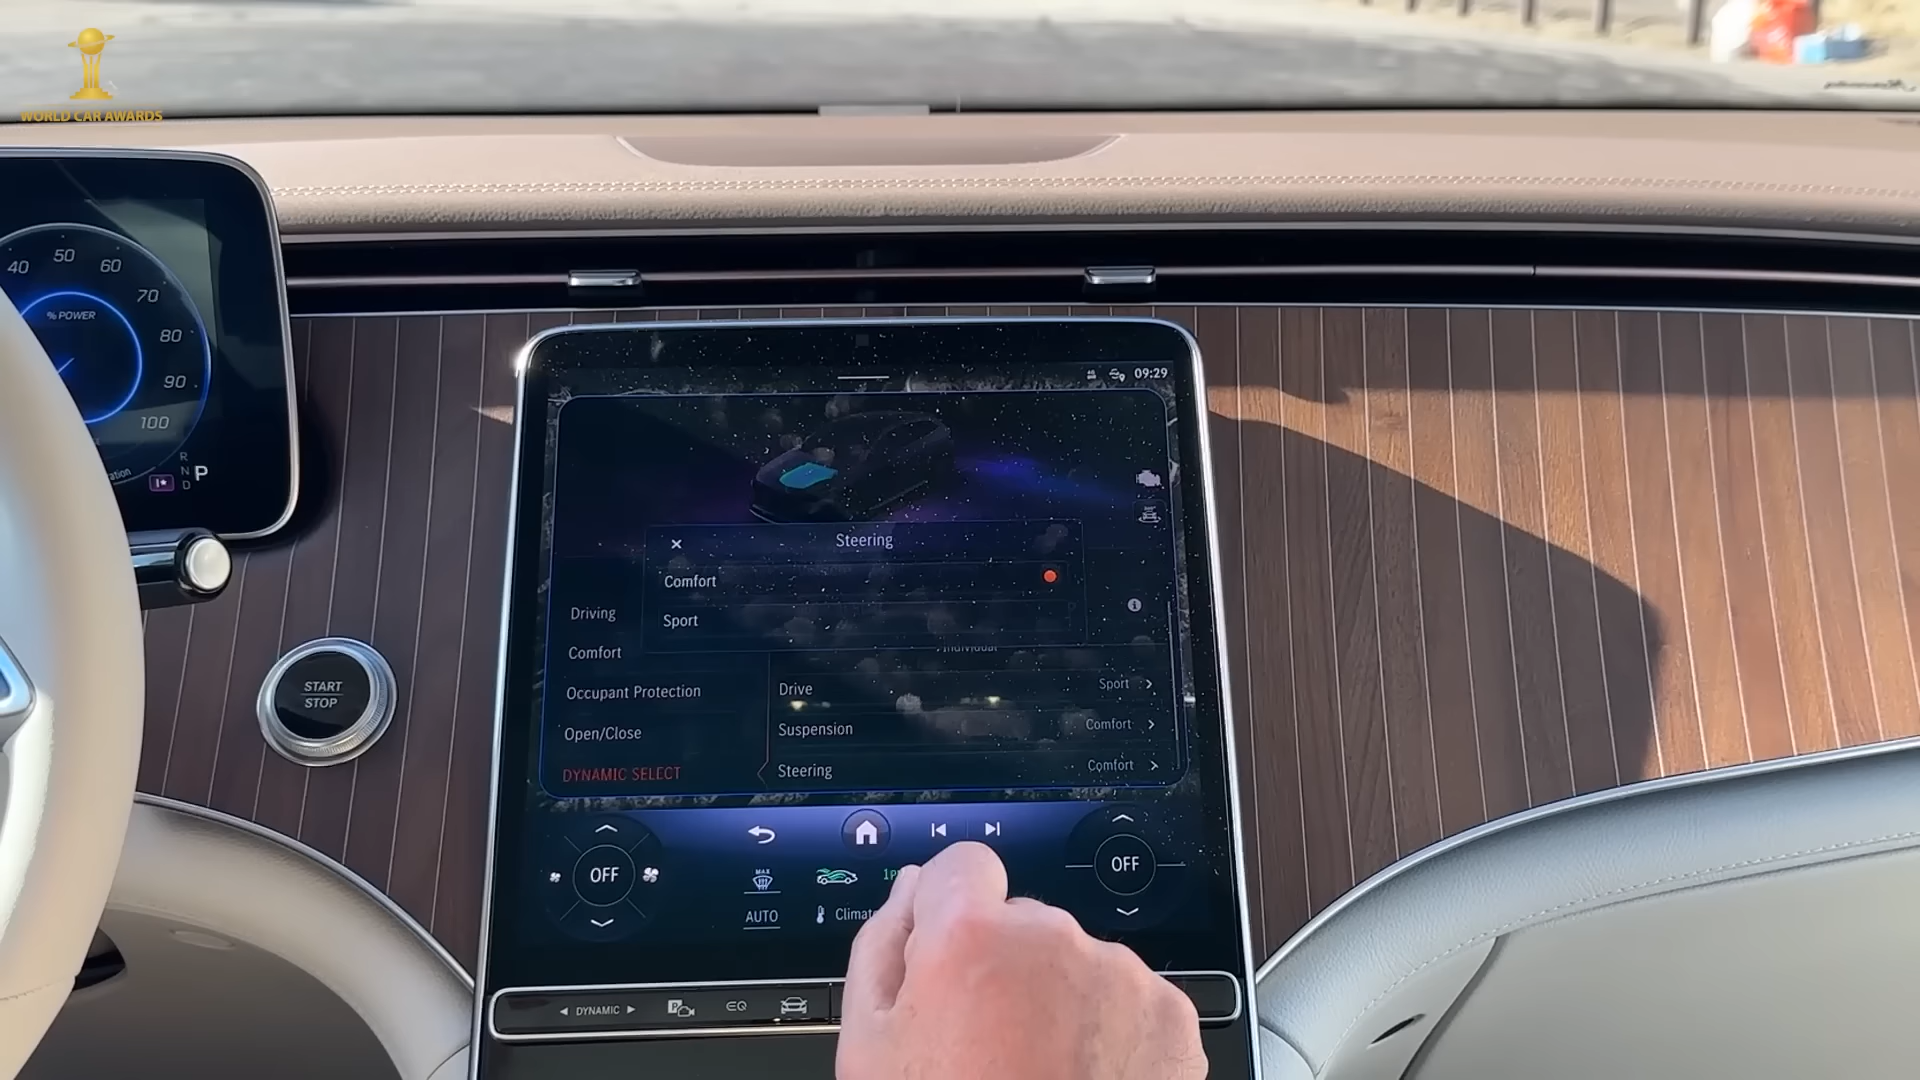 WORLD CAR AWARDS
40
50
60
70
80
90
100
% POWER
R
N
D
P
START
STOP
09:29
Steering
Comfort
Sport
Driving
Comfort
Occupant Protection
Open/Close
DYNAMIC SELECT
Individual
Drive
Sport
Suspension
Comfort
Steering
Comfort
OFF
OFF
MAX
AUTO
DYNAMIC
P
EQ